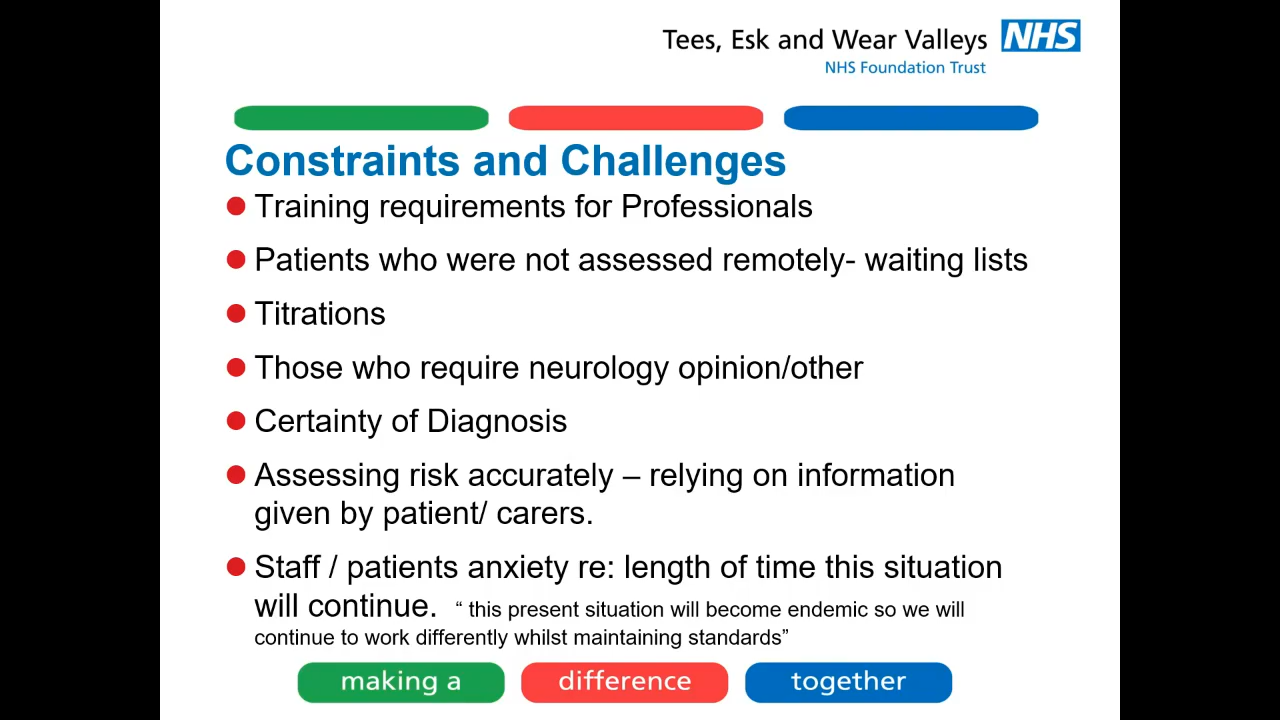 Tees, Esk and Wear Valleys NHS
NHS Foundation Trust
Constraints and Challenges
Training requirements for Professionals
Patients who were not assessed remotely- waiting lists
Titrations
Those who require neurology opinion/other
Certainty of Diagnosis
Assessing risk accurately – relying on information
given by patient/ carers.
Staff / patients anxiety re: length of time this situation
will continue. “ this present situation will become endemic so we will
continue to work differently whilst maintaining standards”
making a difference together